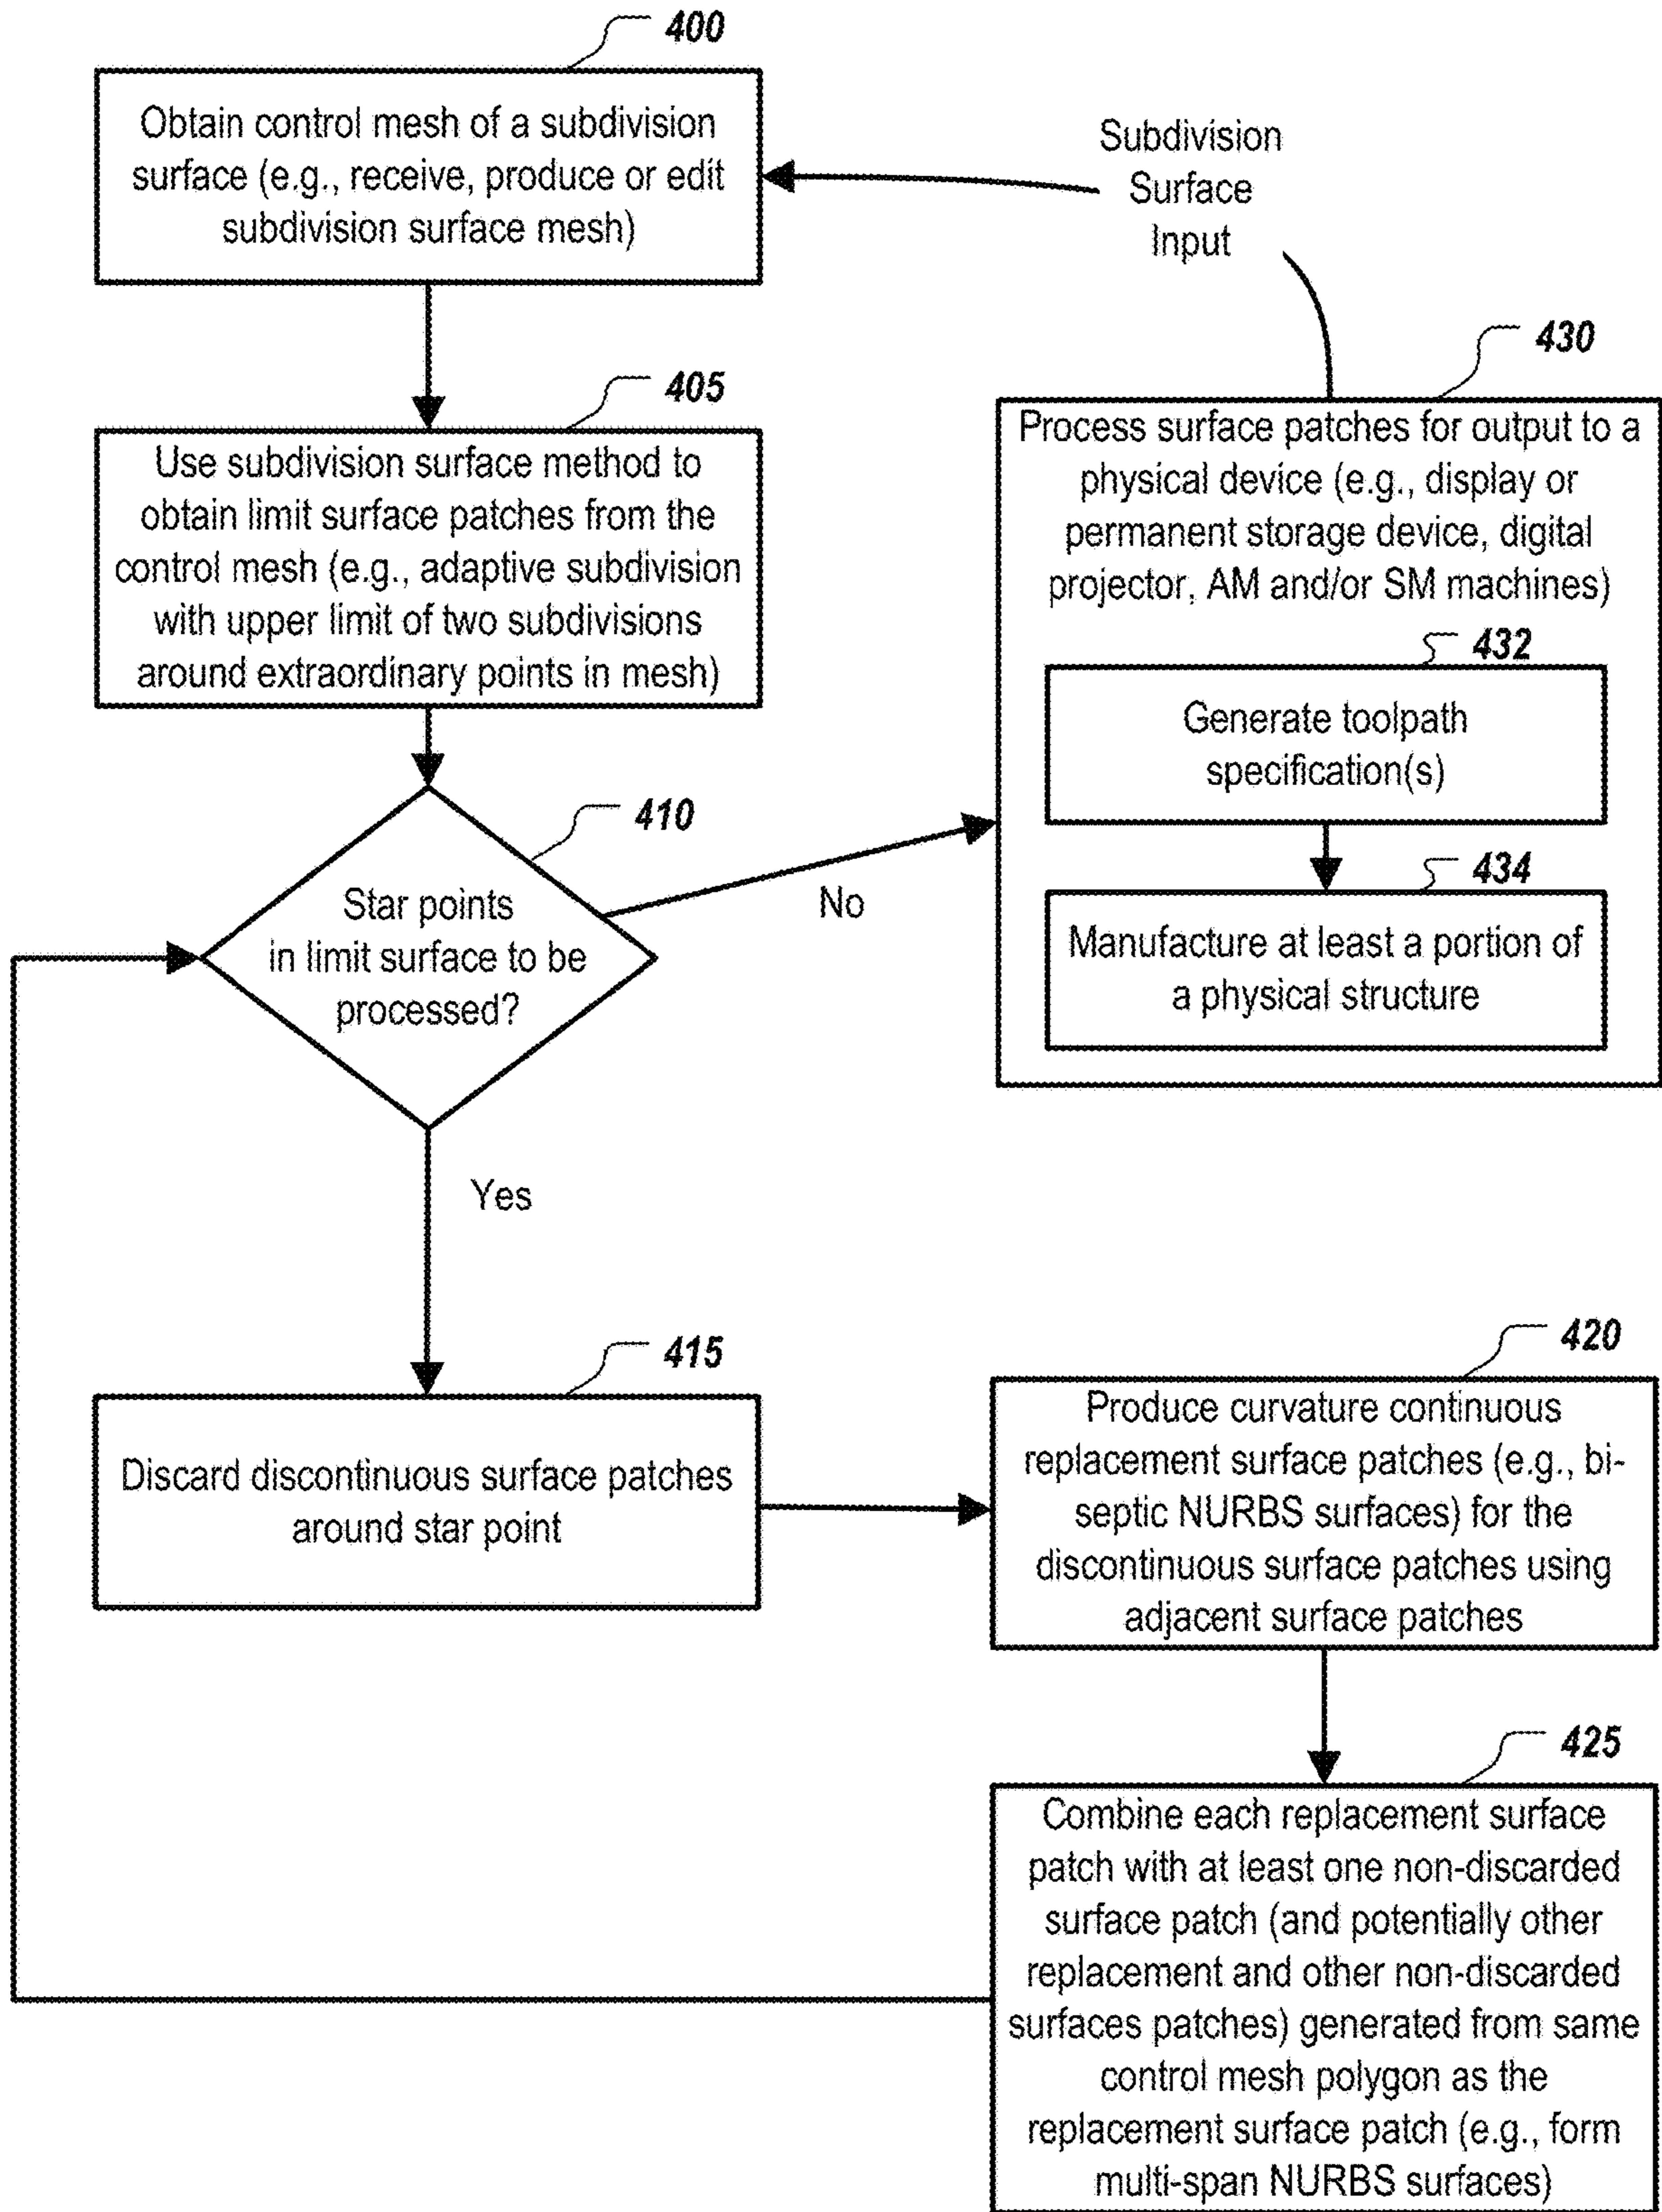 400
Obtain control mesh of a subdivision
surface (e.g., receive, produce or edit
subdivision surface mesh)
Subdivision
Surface
Input
405
Use subdivision surface method to
obtain limit surface patches from the
control mesh (e.g., adaptive subdivision
with upper limit of two subdivisions
around extraordinary points in mesh)
430
Process surface patches for output to a
physical device (e.g., display or
permanent storage device, digital
projector, AM and/or SM machines)
432
Generate toolpath
specification(s)
434
Manufacture at least a portion of
a physical structure
410
Star points
in limit surface to be
processed?
No
Yes
415
Discard discontinuous surface patches
around star point
420
Produce curvature continuous
replacement surface patches (e.g., bi-
septic NURBS surfaces) for the
discontinuous surface patches using
adjacent surface patches
425
Combine each replacement surface
patch with at least one non-discarded
surface patch (and potentially other
replacement and other non-discarded
surfaces patches) generated from same
control mesh polygon as the
replacement surface patch (e.g., form
multi-span NURBS surfaces)